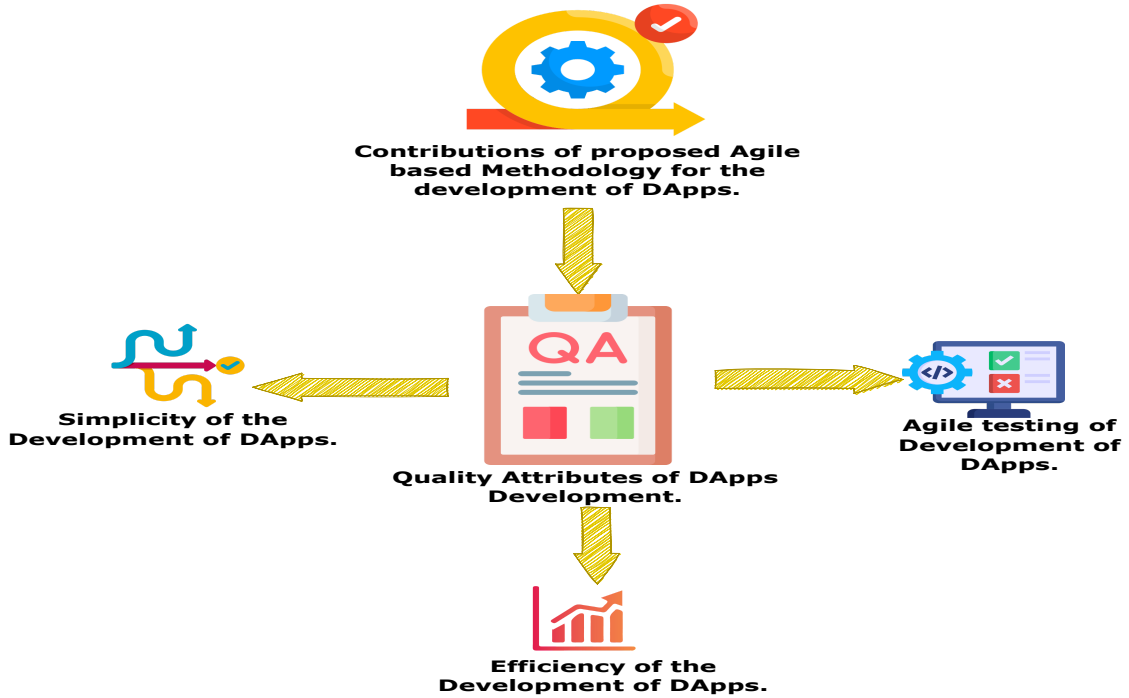 Contributions of proposed Agile
based Methodology for the
development of DApps.
QA
Quality Attributes of DApps
Development.
Simplicity of the
Development of DApps.
</>
Agile testing of
Development of
DApps.
Efficiency of the
Development of DApps.